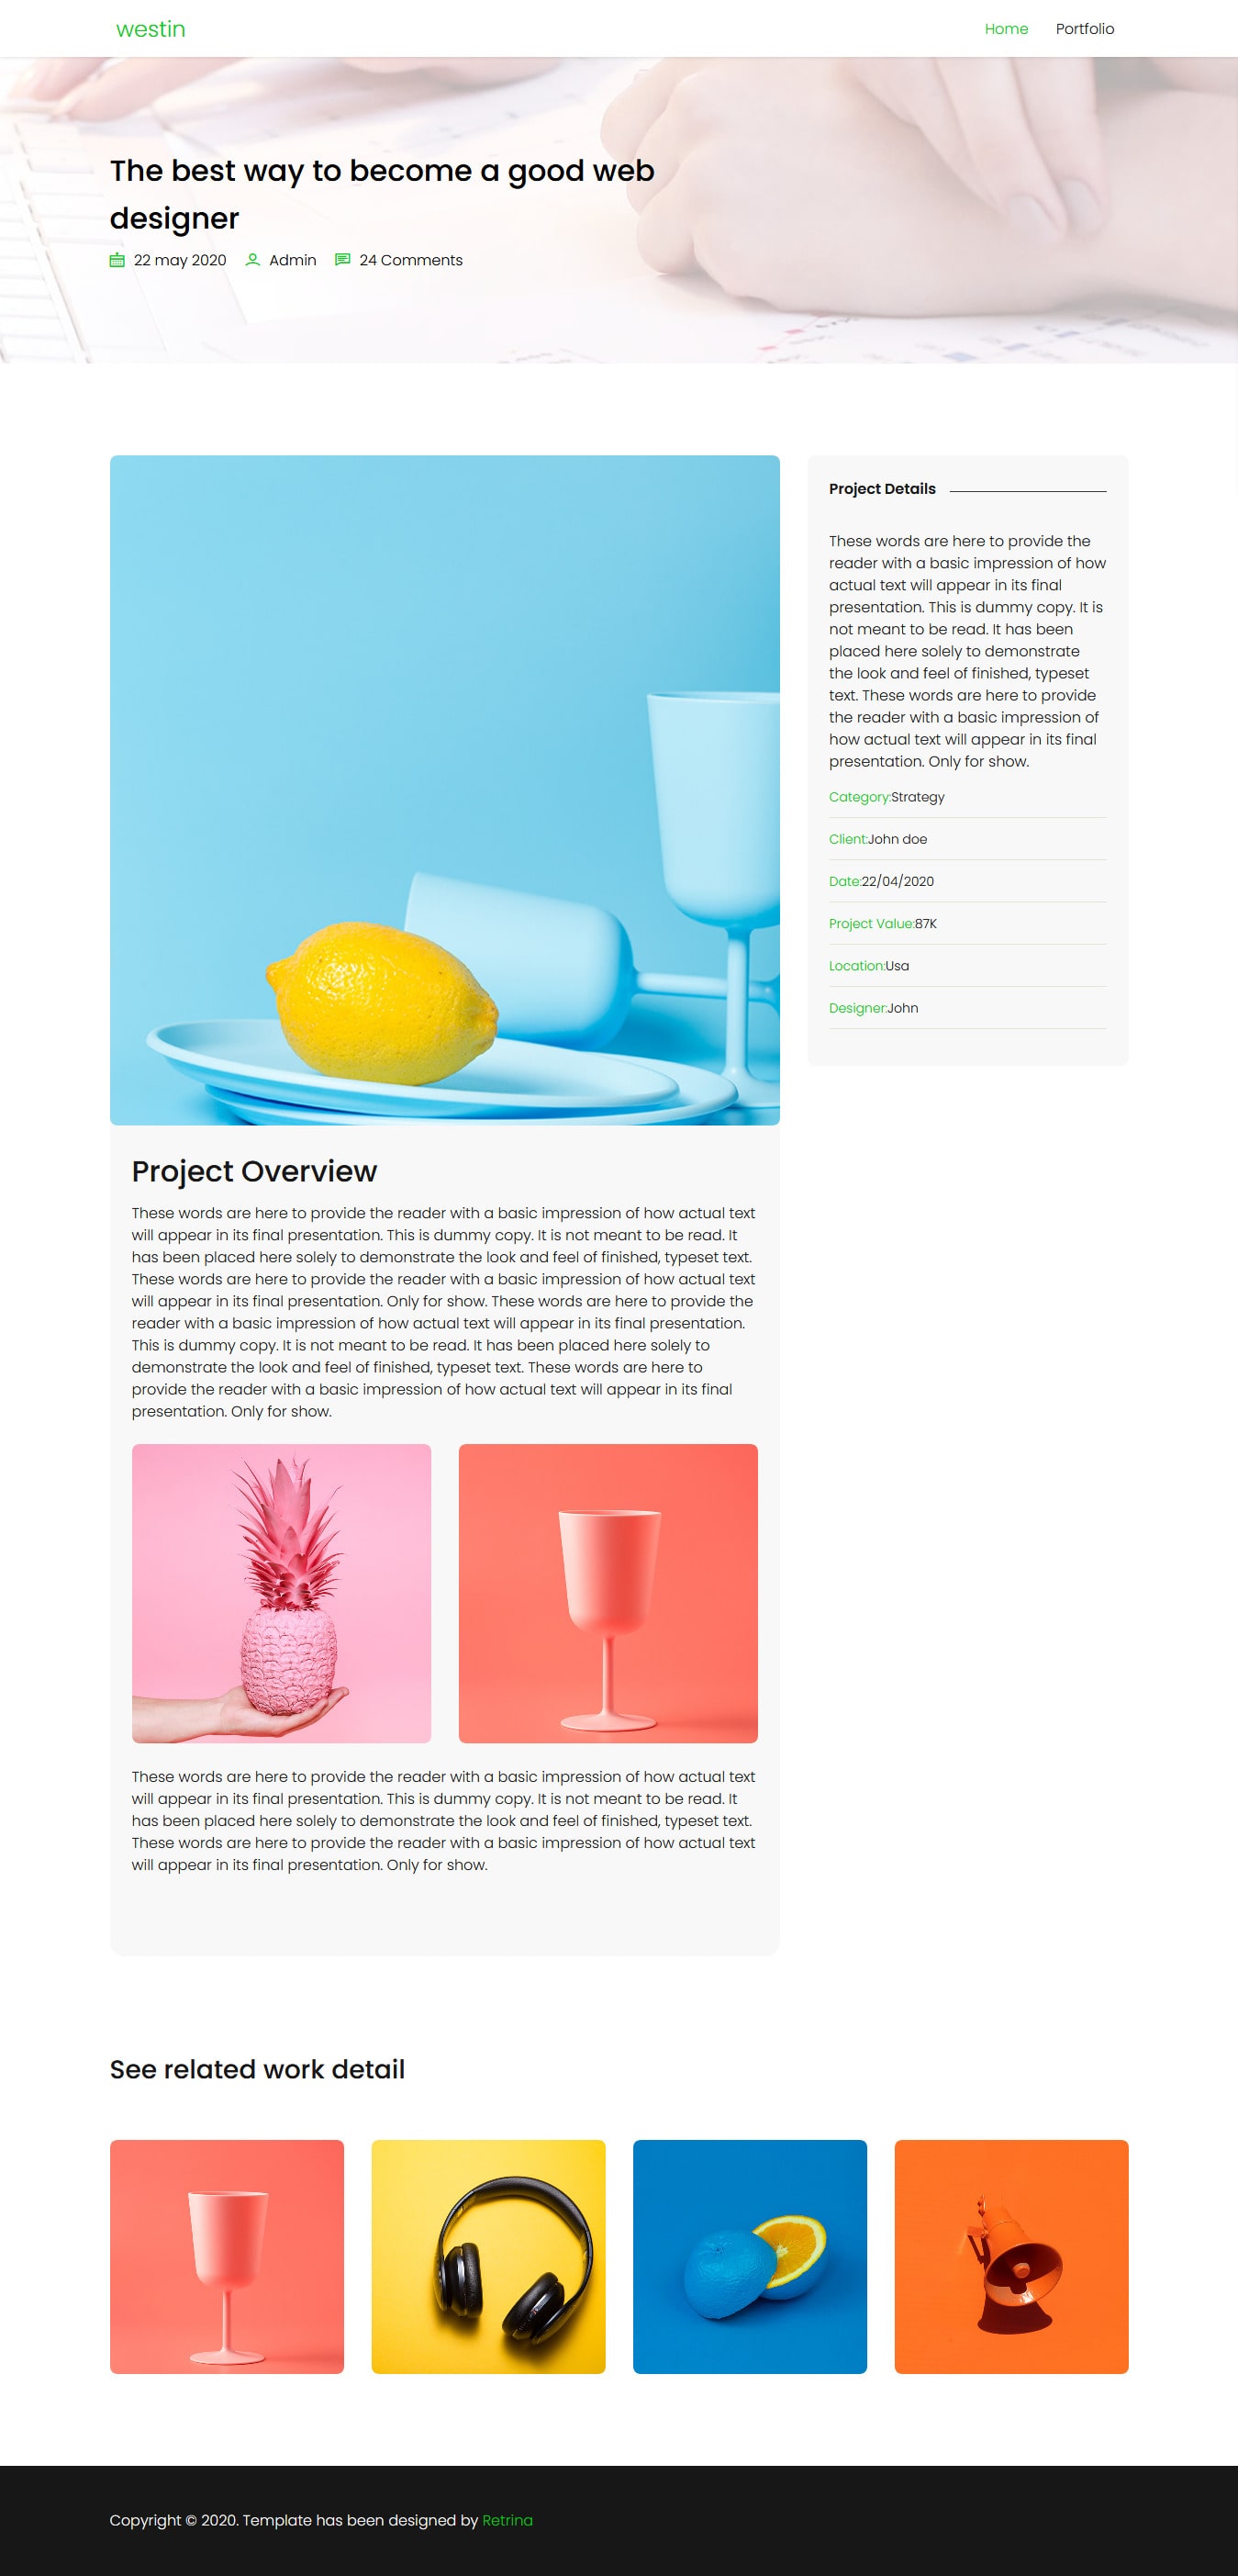 westin
Home Portfolio
The best way to become a good web
designer
22 may 2020 Admin 24 Comments
Project Details
These words are here to provide the
reader with a basic impression of how
actual text will appear in its final
presentation. This is dummy copy. It is
not meant to be read. It has been
placed here solely to demonstrate
the look and feel of finished, typeset
text. These words are here to provide
the reader with a basic impression of
how actual text will appear in its final
presentation. Only for show.
Category:Strategy
Client:John doe
Date:22/04/2020
Project Value:87K
Location:Usa
Designer:John
Project Overview
These words are here to provide the reader with a basic impression of how actual text
will appear in its final presentation. This is dummy copy. It is not meant to be read. It
has been placed here solely to demonstrate the look and feel of finished, typeset text.
These words are here to provide the reader with a basic impression of how actual text
will appear in its final presentation. Only for show. These words are here to provide the
reader with a basic impression of how actual text will appear in its final presentation.
This is dummy copy. It is not meant to be read. It has been placed here solely to
demonstrate the look and feel of finished, typeset text. These words are here to
provide the reader with a basic impression of how actual text will appear in its final
presentation. Only for show.
These words are here to provide the reader with a basic impression of how actual text
will appear in its final presentation. This is dummy copy. It is not meant to be read. It
has been placed here solely to demonstrate the look and feel of finished, typeset text.
These words are here to provide the reader with a basic impression of how actual text
will appear in its final presentation. Only for show.
See related work detail
Copyright © 2020. Template has been designed by Retrina